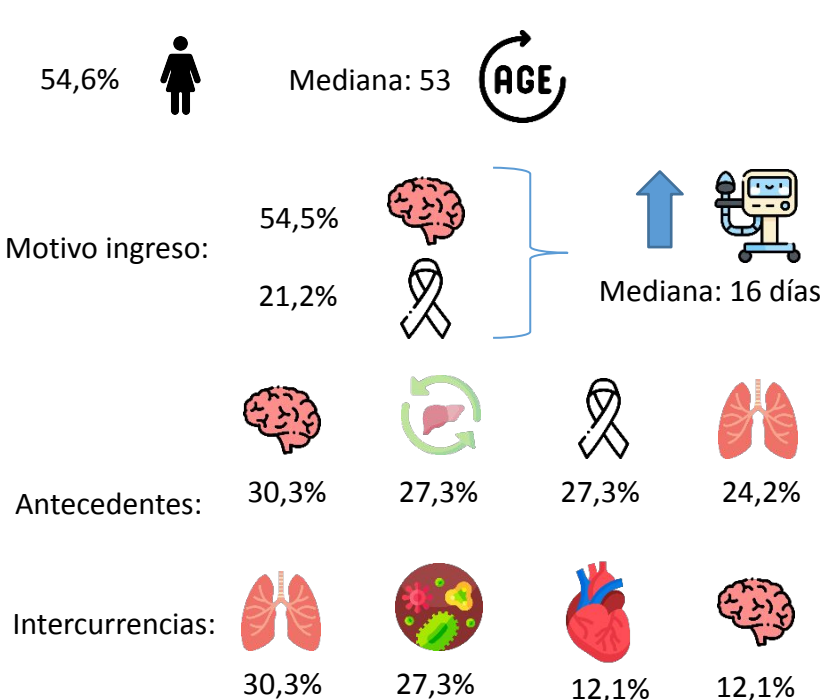 54,6%
Mediana: 53
AGE
54,5%
Motivo ingreso:
21,2%
Mediana: 16 días
Antecedentes:
30,3%
27,3%
27,3%
24,2%
Intercurrencias:
30,3%
27,3%
12,1%
12,1%